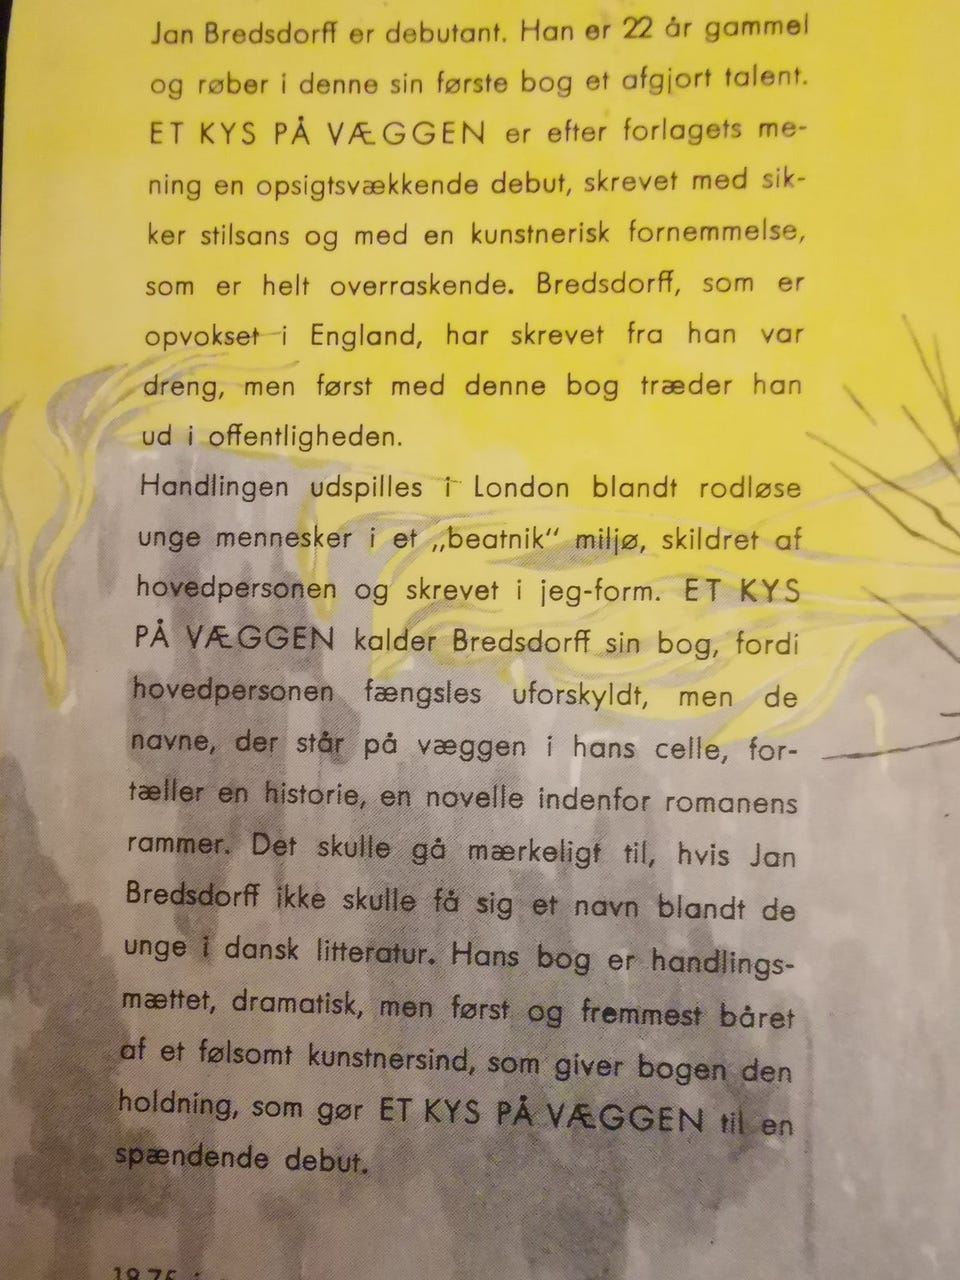 Jan Bredsdorff er debutant. Han er 22 år gammel
og røber i denne sin første bog et afgjort talent.
ET KYS PÅ VÆGGEN er efter forlagets me-
ning en opsigtsvækkende debut, skrevet med sik-
ker stilsans og med en kunstnerisk fornemmelse,
som er helt overraskende. Bredsdorff, som er
opvokset i England, har skrevet fra han var
dreng, men først med denne bog træder han
ud i offentligheden.
Handlingen udspilles i London blandt rodløse
unge mennesker i et „beatnik“ miljø, skildret af
hovedpersonen og skrevet i jeg-form. ET KYS
PÅ VÆGGEN kalder Bredsdorff sin bog, fordi
hovedpersonen fængsles uforskyldt, men de
navne, der står på væggen i hans celle, for-
tæller en historie, en novelle indenfor romanens
rammer. Det skulle gå mærkeligt til, hvis Jan
Bredsdorff ikke skulle få sig et navn blandt de
unge i dansk litteratur. Hans bog er handlings-
mættet, dramatisk, men først og fremmest båret
af et følsomt kunstnersind, som giver bogen den
holdning, som gør ET KYS PÅ VÆGGEN til en
spændende debut.